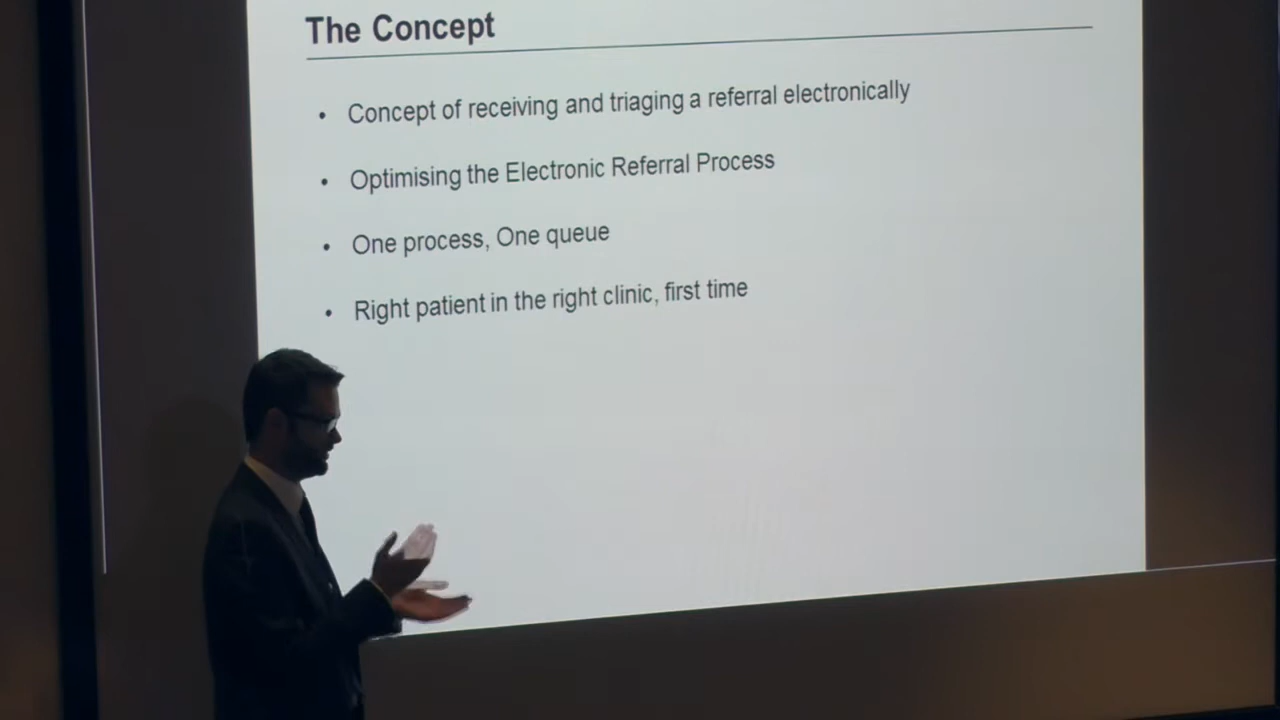 The Concept
• Concept of receiving and triaging a referral electronically
• Optimising the Electronic Referral Process
• One process, One queue
• Right patient in the right clinic, first time